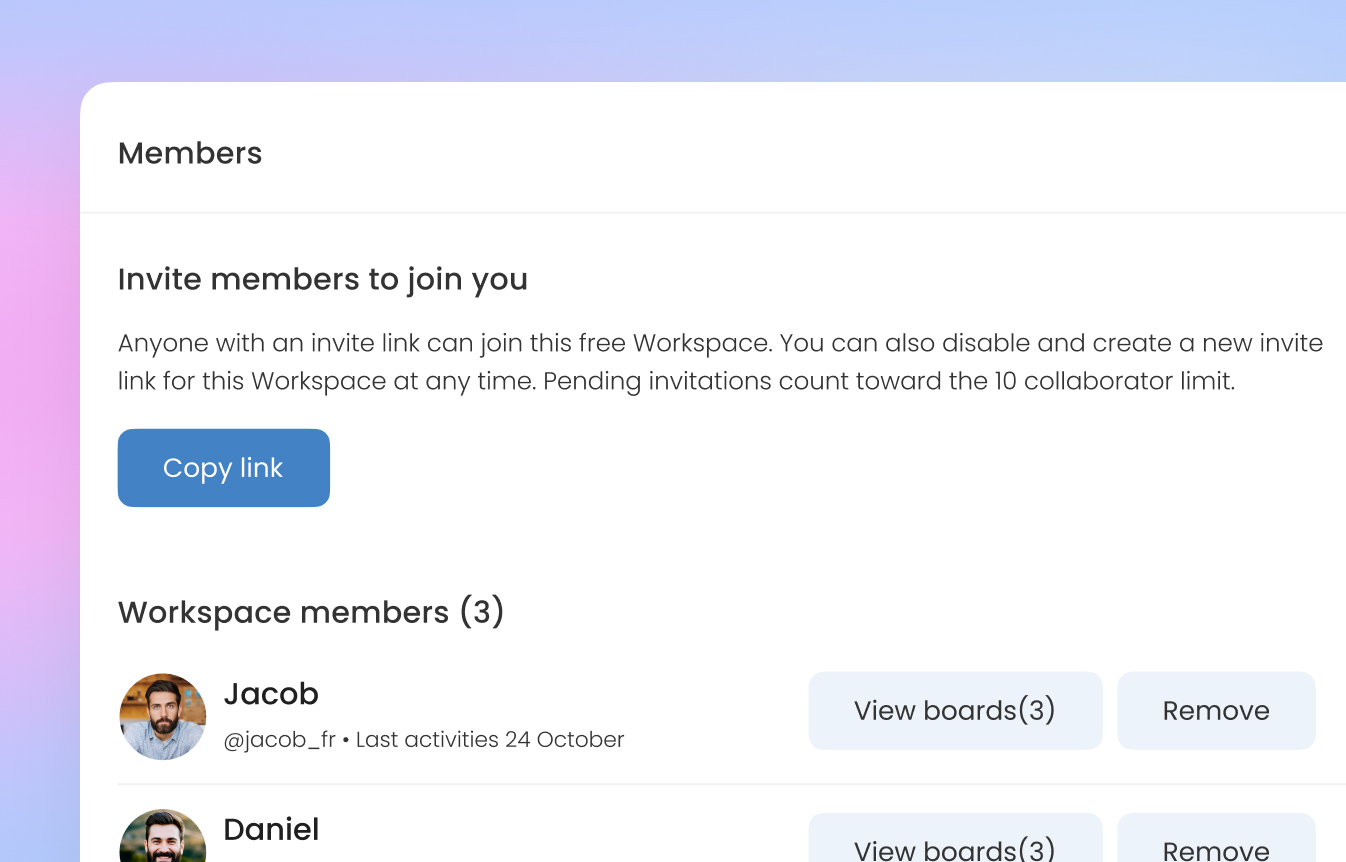 Members
Invite members to join you
Anyone with an invite link can join this free Workspace. You can also disable and create a new invite
link for this Workspace at any time. Pending invitations count toward the 10 collaborator limit.
Copy link
Workspace members (3)
Jacob
@jacob_fr • Last activities 24 October
View boards(3)
Remove
Daniel
View boards(3)
Remove